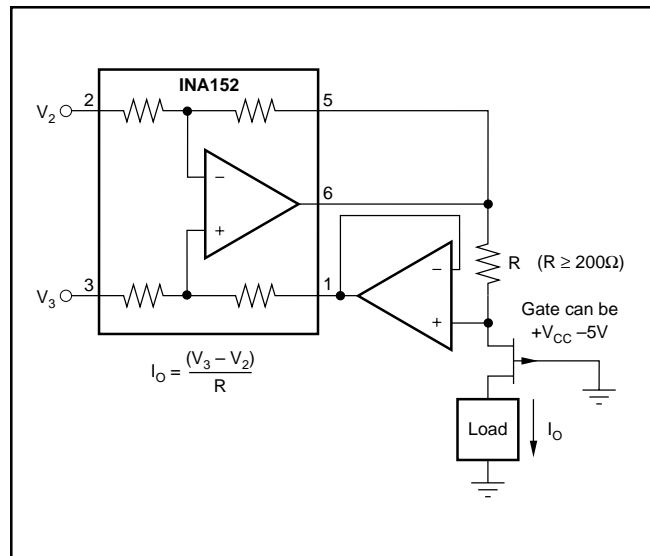 INA152
V2
2
5
−
6
+
V3
3
1
−
+
R (R ≥ 200Ω)
Gate can be
+VCC –5V
IO = (V3 – V2)
R
Load
IO